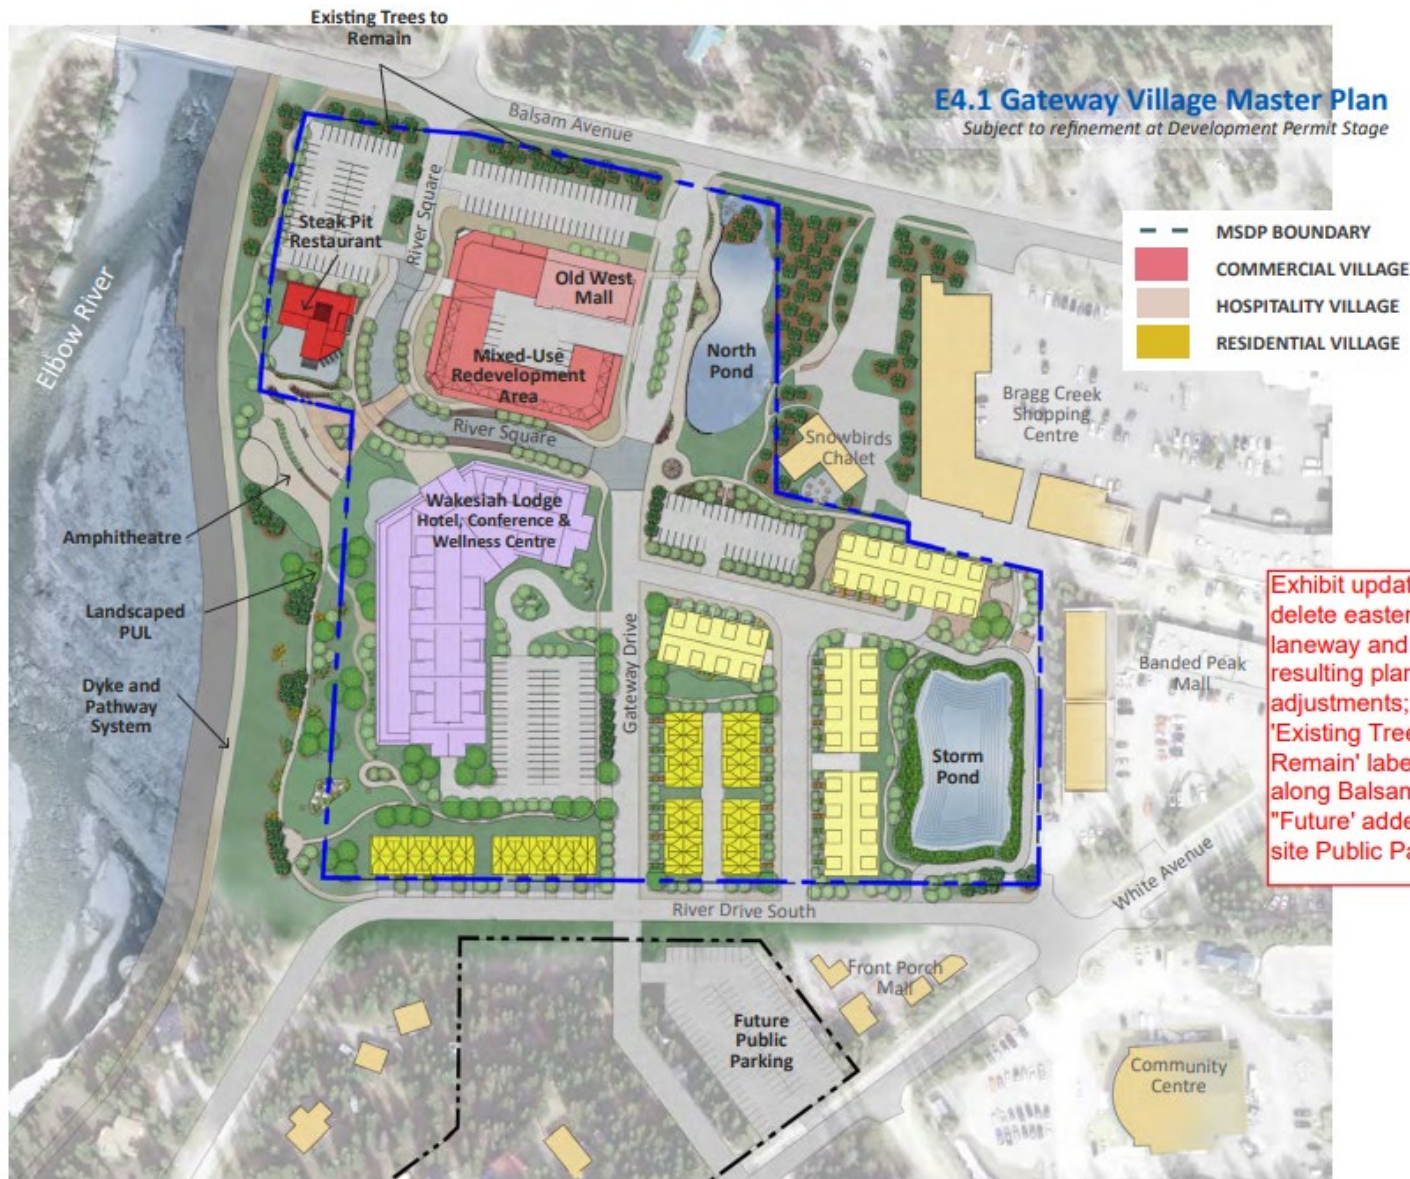 Existing Trees to
Remain
Balsam Avenue
E4.1 Gateway Village Master Plan
Subject to refinement at Development Permit Stage
MSDP BOUNDARY
COMMERCIAL VILLAGE
HOSPITALITY VILLAGE
RESIDENTIAL VILLAGE
River Square
Steak Pit
Restaurant
Old West
Mall
Elbow River
Mixed-Use
Redevelopment
Area
North
Pond
Bragg Creek
Shopping
Centre
River Square
Snowbirds
Chalet
Wakesiah Lodge
Hotel, Conference &
Wellness Centre
Amphitheatre
Landscaped
PUL
Dyke and
Pathway
System
Gateway Drive
Storm
Pond
Banded Peak
Mall
Exhibit updat
delete easter
laneway and
resulting plan
adjustments;
'Existing Tree
Remain' labe
along Balsam
"Future' adde
site Public Pa
White Avenue
River Drive South
Front Porch
Mall
Future
Public
Parking
Community
Centre